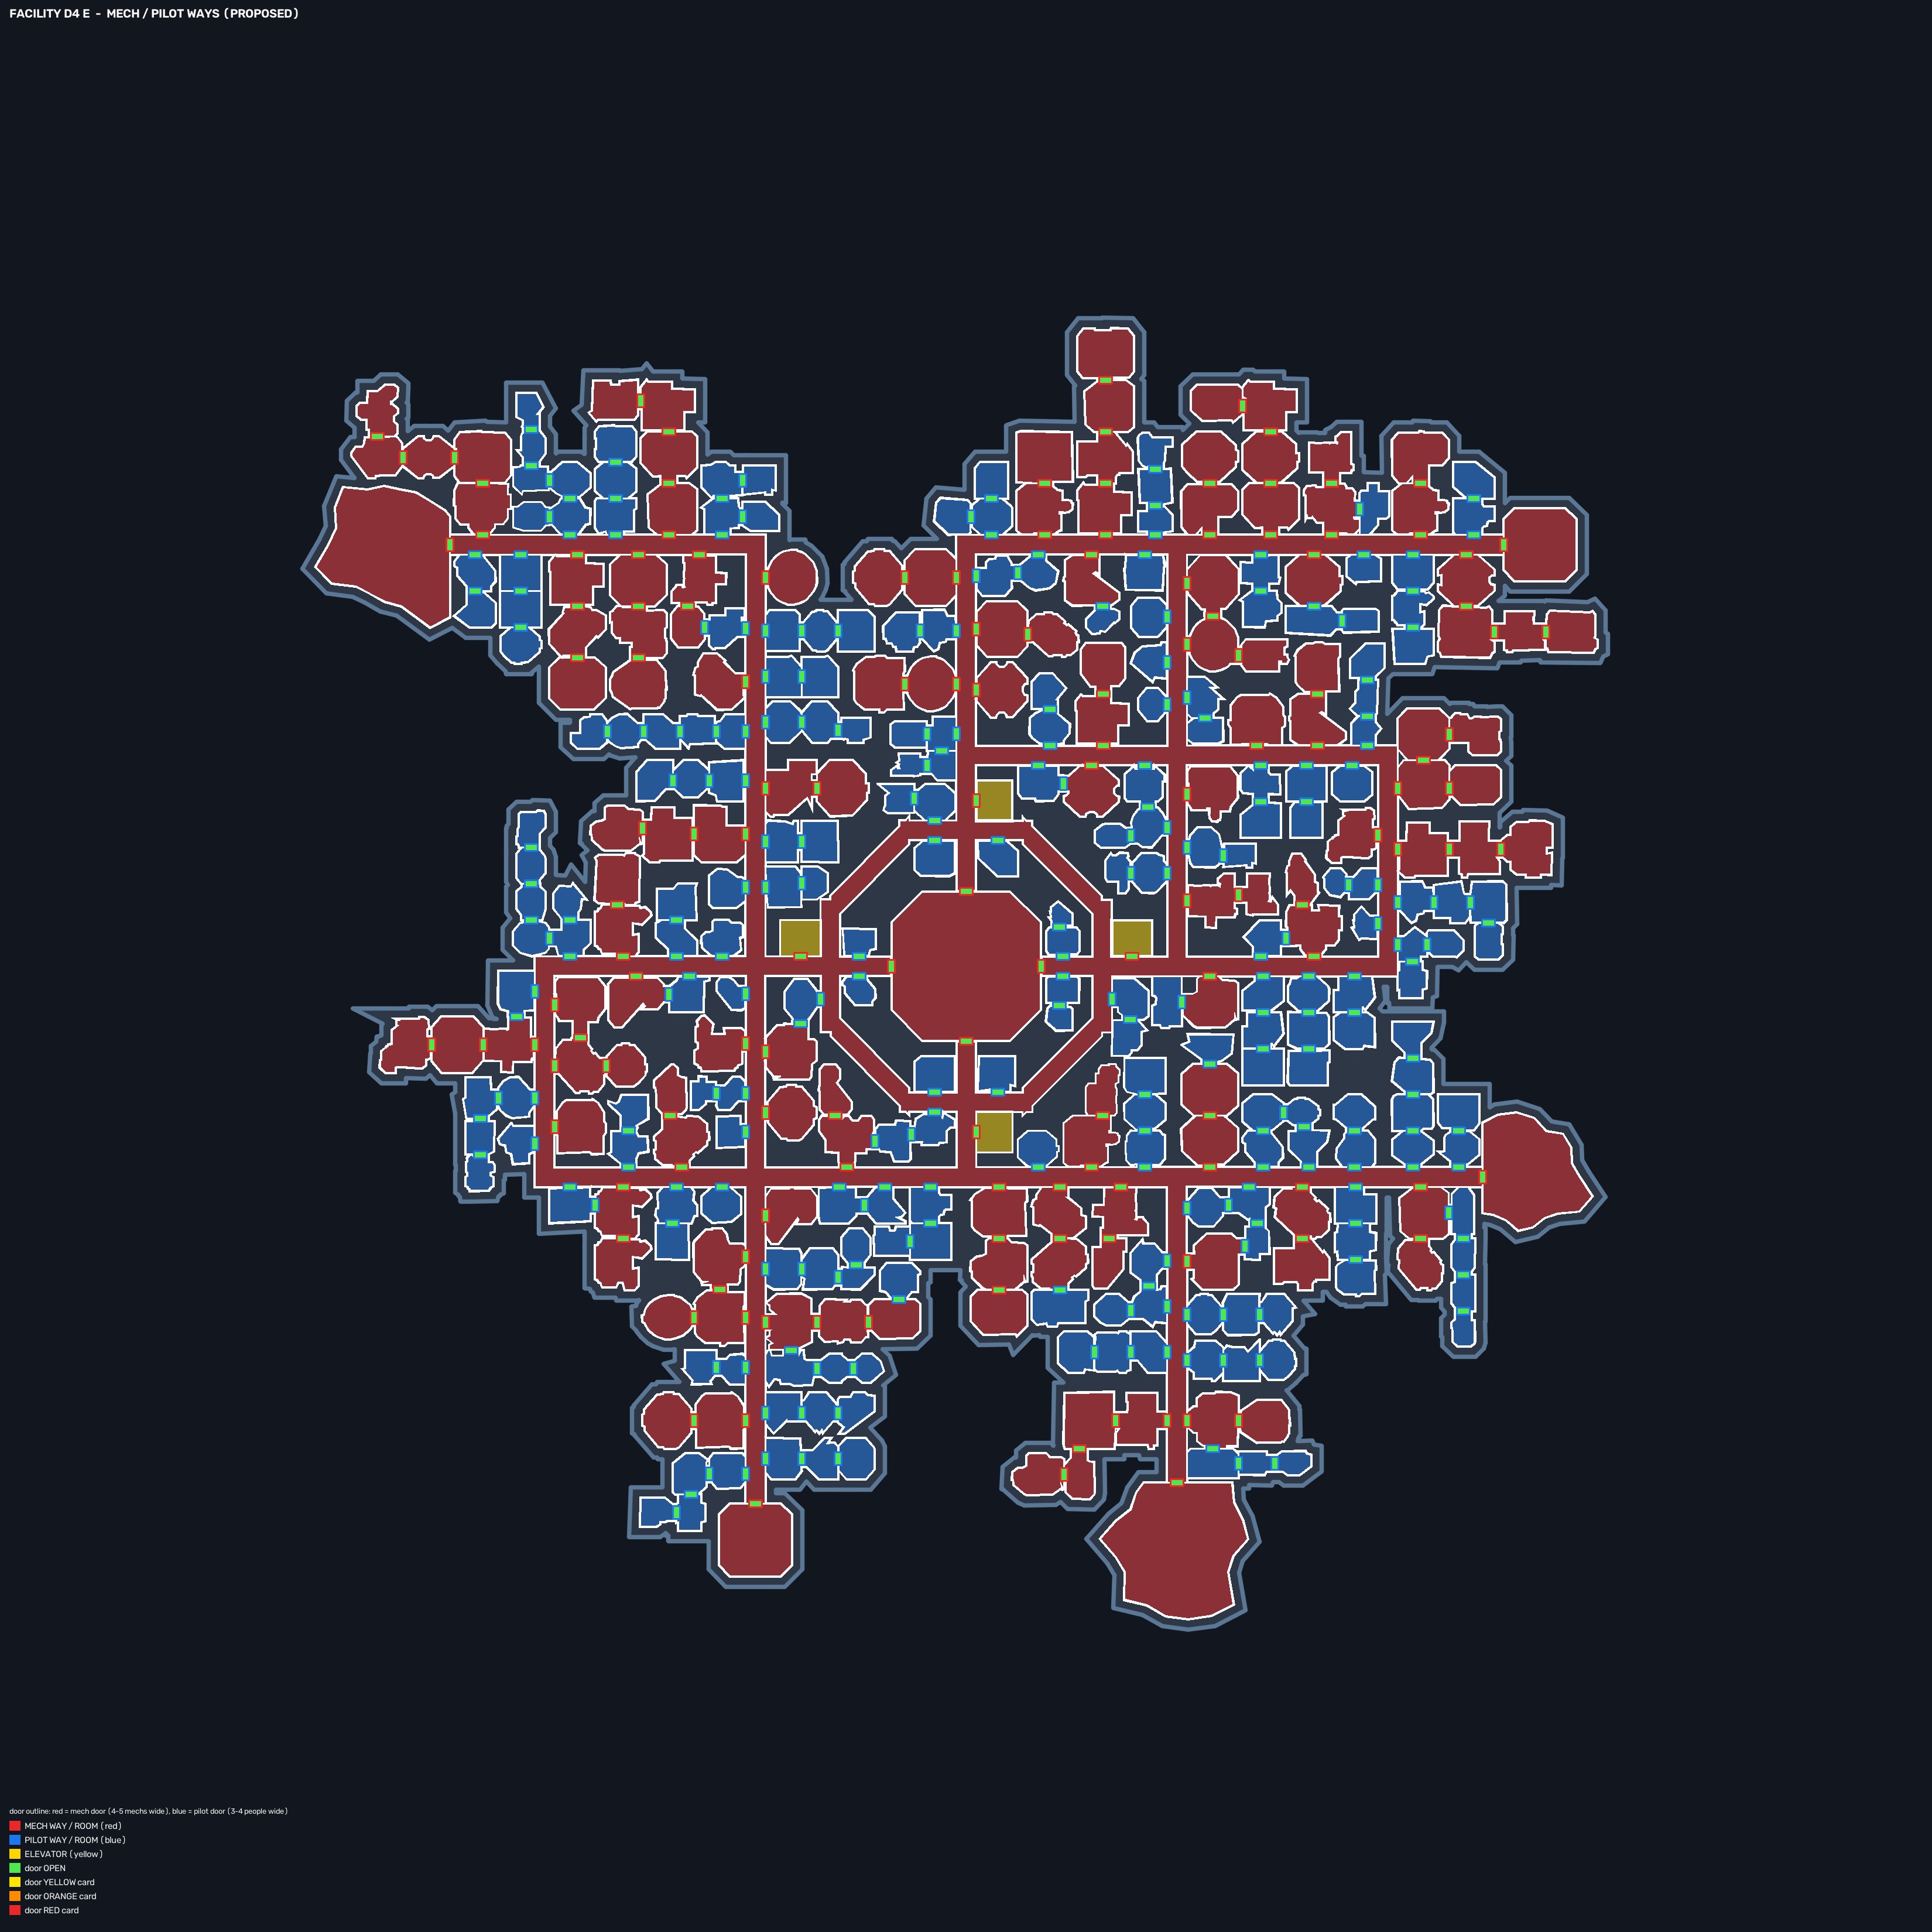 FACILITY D4 E - MECH / PILOT WAYS (PROPOSED)
door outline: red = mech door (4-5 mechs wide), blue = pilot door (3-4 people wide)
MECH WAY / ROOM (red)
PILOT WAY / ROOM (blue)
ELEVATOR (yellow)
door OPEN
door YELLOW card
door ORANGE card
door RED card